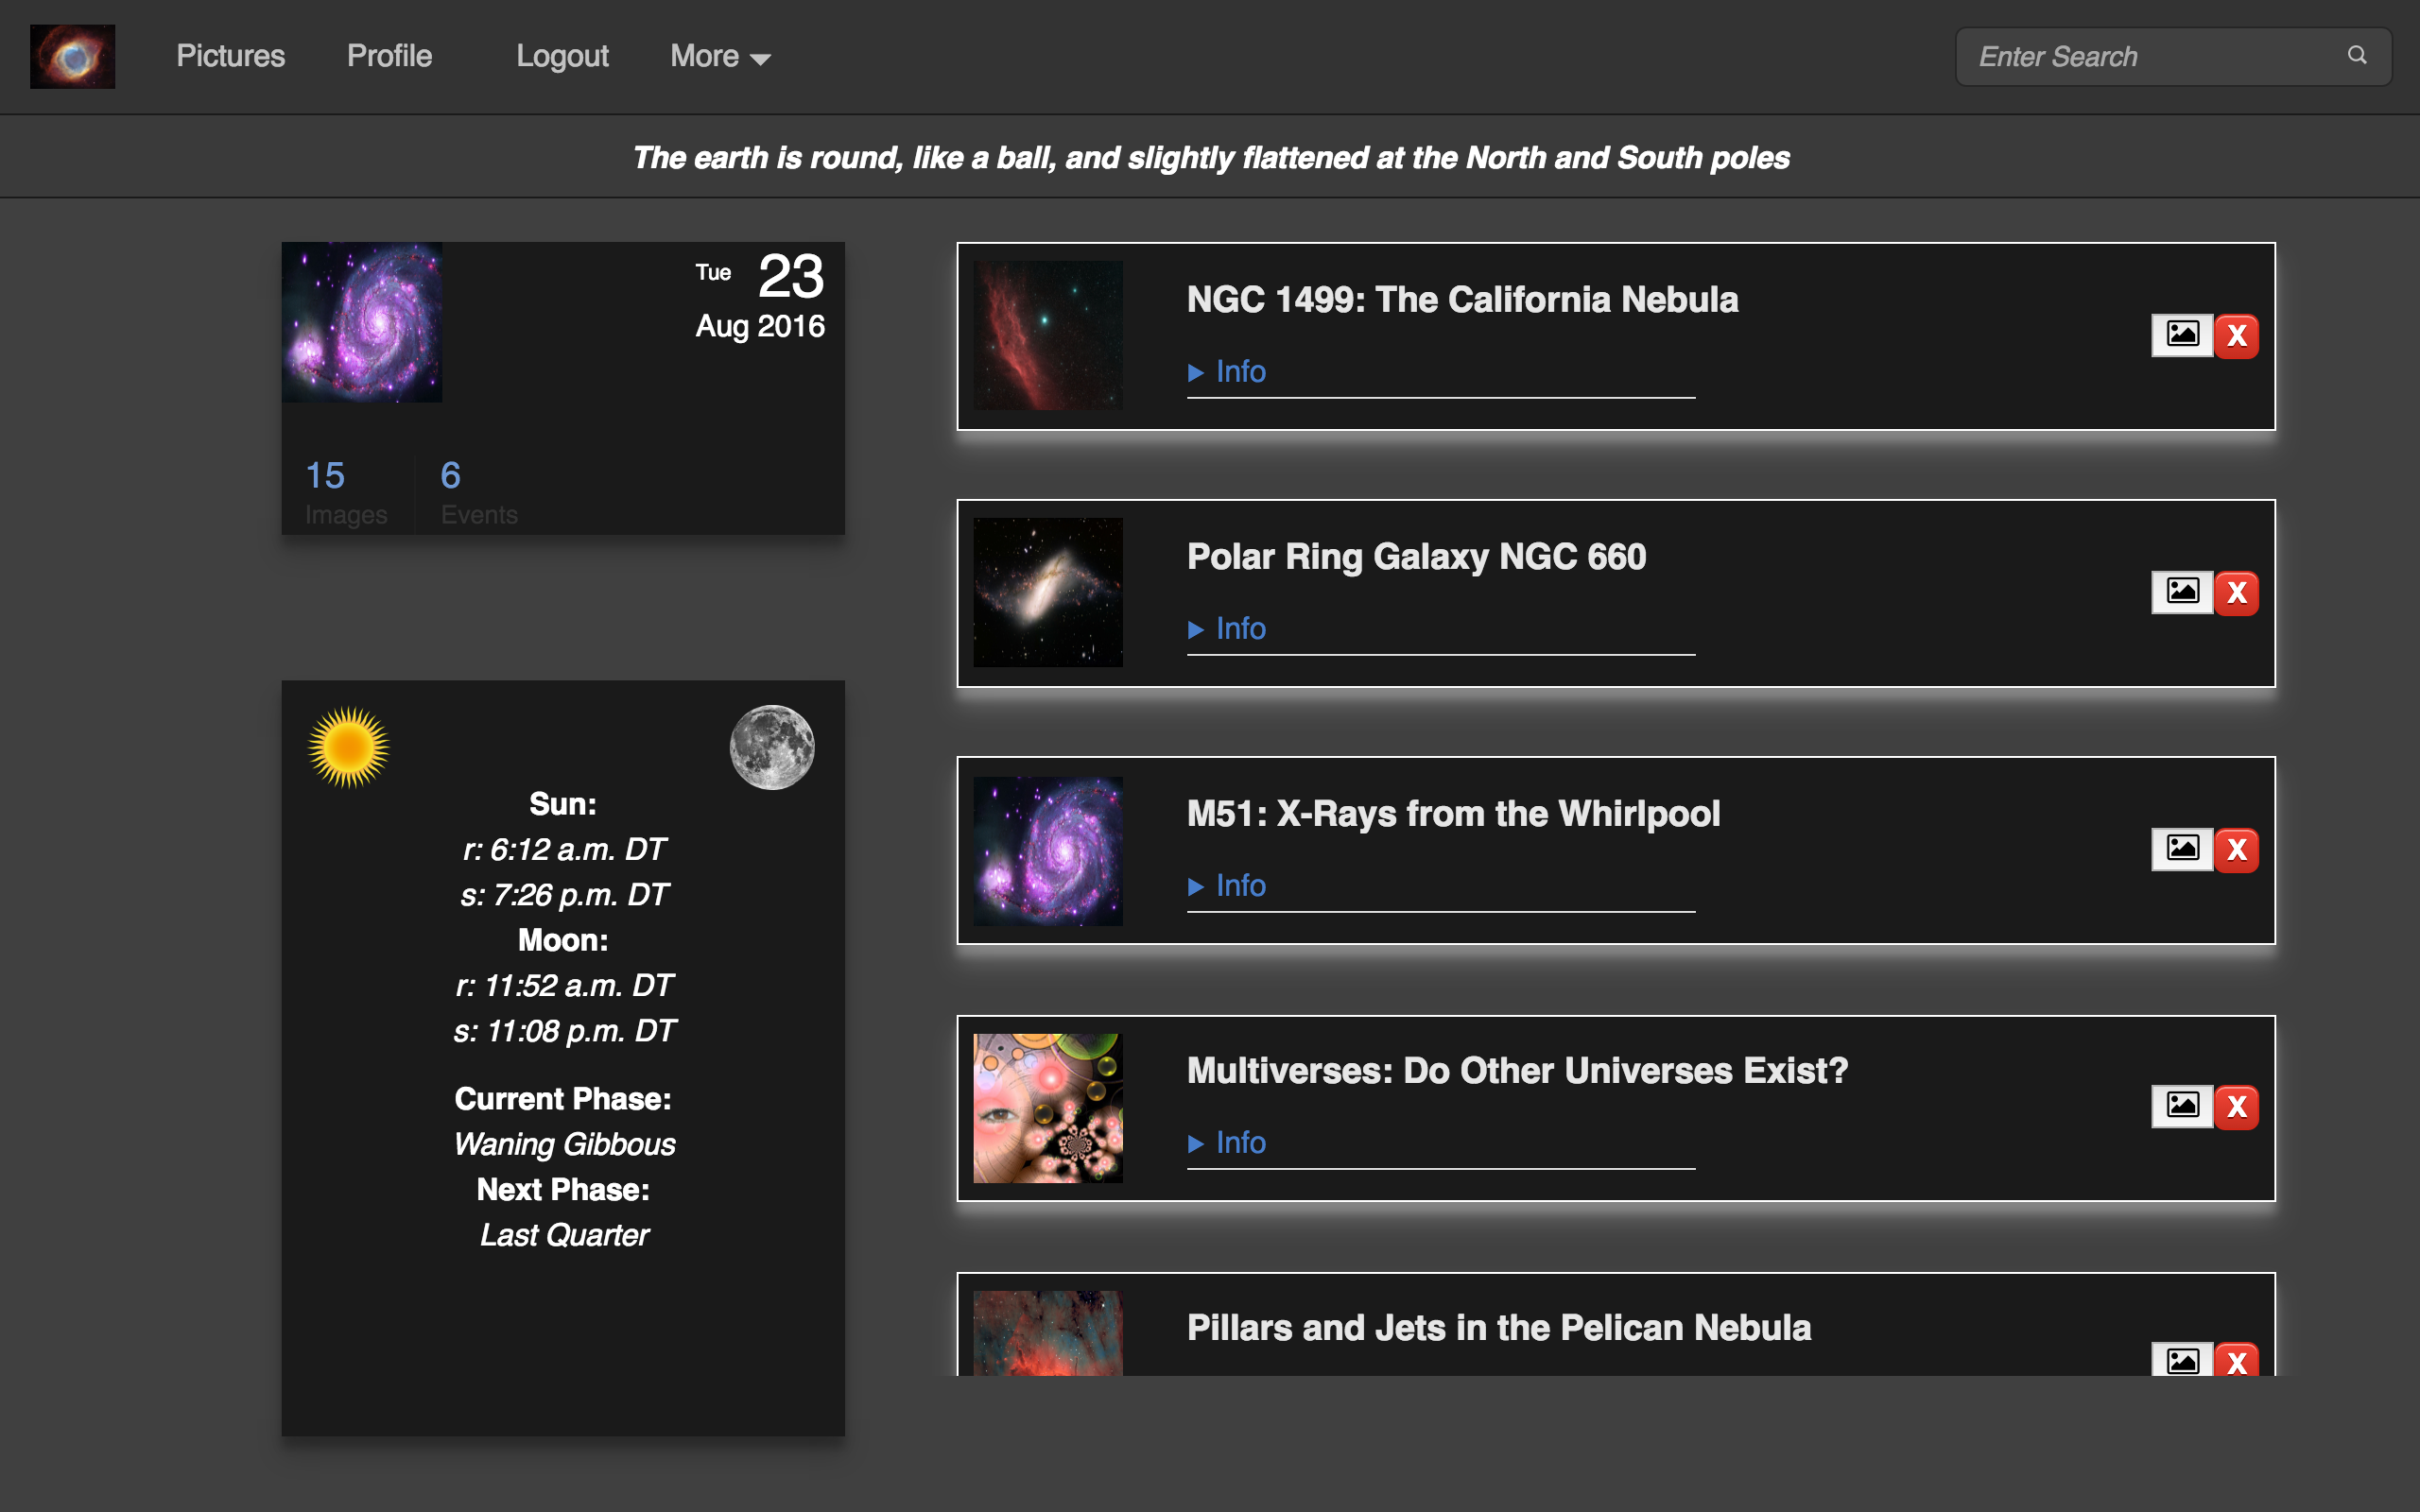 Pictures Profile Logout More
Enter Search
The earth is round, like a ball, and slightly flattened at the North and South poles
Tue 23
Aug 2016
15 6
Images Events
Sun:
r: 6:12 a.m. DT
s: 7:26 p.m. DT
Moon:
r: 11:52 a.m. DT
s: 11:08 p.m. DT
Current Phase:
Waning Gibbous
Next Phase:
Last Quarter
NGC 1499: The California Nebula
Info
X
Polar Ring Galaxy NGC 660
Info
X
M51: X-Rays from the Whirlpool
Info
X
Multiverses: Do Other Universes Exist?
Info
X
Pillars and Jets in the Pelican Nebula
X